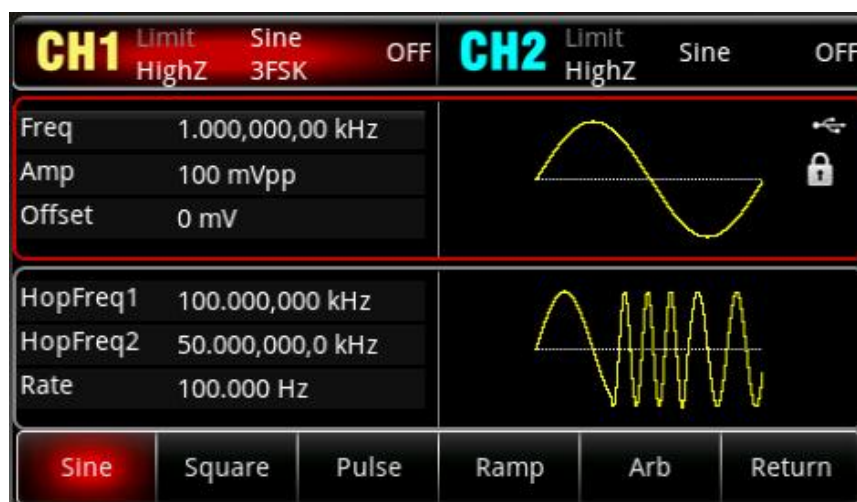 CH1 Limit Sine OFF CH2 Limit Sine OFF
HighZ 3FSK HighZ
Freq 1.000,000,00 kHz
Amp 100 mVpp
Offset 0 mV
HopFreq1 100.000,000 kHz
HopFreq2 50.000,000,0 kHz
Rate 100.000 Hz
Sine Square Pulse Ramp Arb Return